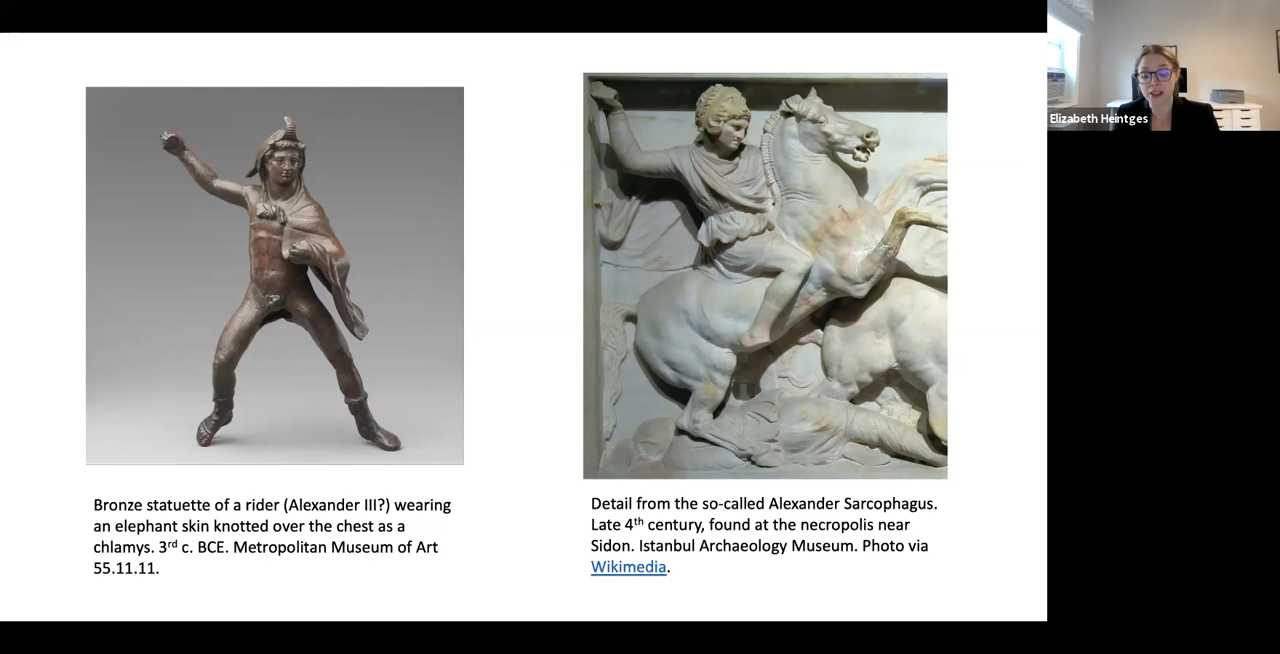 Elizabeth Heintges
Bronze statuette of a rider (Alexander III?) wearing
an elephant skin knotted over the chest as a
chlamys. 3rd c. BCE. Metropolitan Museum of Art
55.11.11.
Detail from the so-called Alexander Sarcophagus.
Late 4th century, found at the necropolis near
Sidon. Istanbul Archaeology Museum. Photo via
Wikimedia.